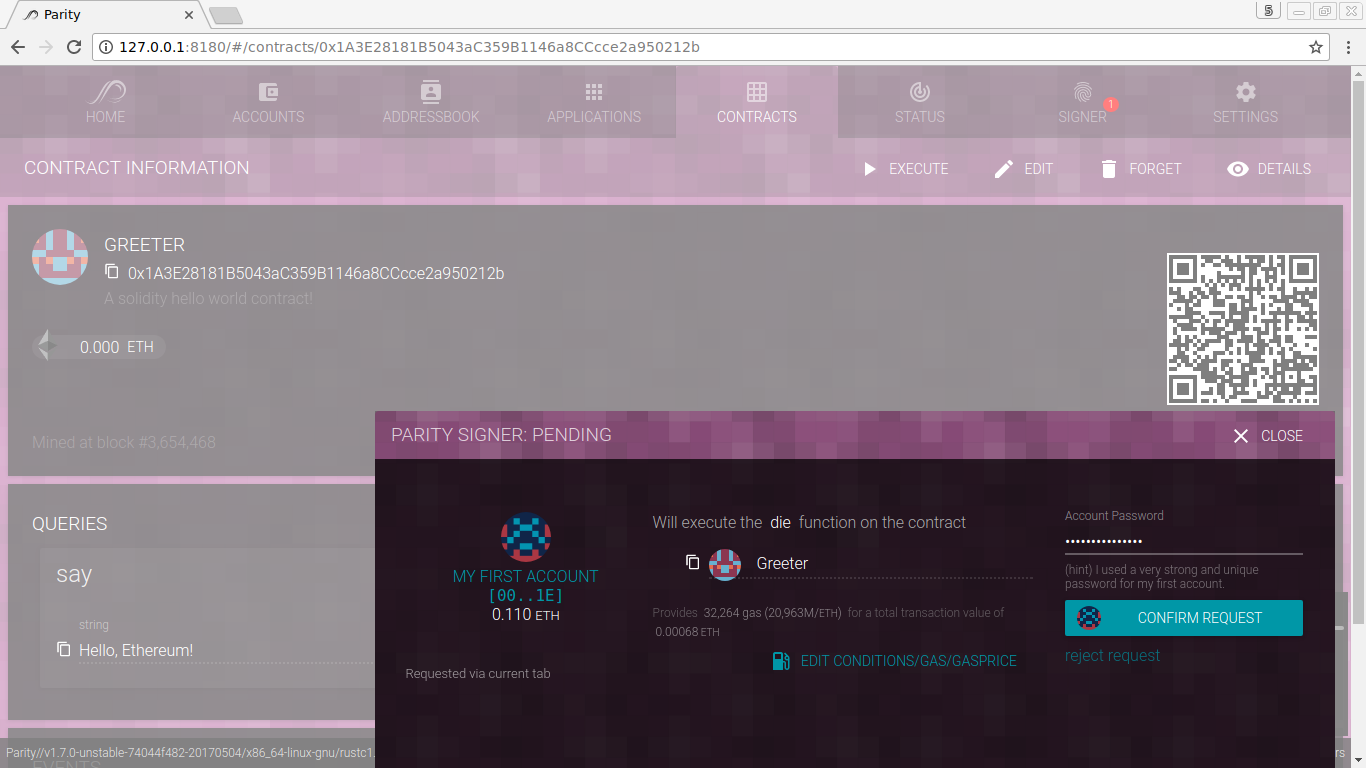 Parity
5
127.0.0.1:8180/#/contracts/0x1A3E28181B5043aC359B1146a8CCcce2a950212b
HOME
ACCOUNTS
ADDRESSBOOK
APPLICATIONS
CONTRACTS
STATUS
SIGNER 1
SETTINGS
CONTRACT INFORMATION
EXECUTE
EDIT
FORGET
DETAILS
GREETER
0x1A3E28181B5043aC359B1146a8CCcce2a950212b
A solidity hello world contract!
0.000 ETH
Mined at block #3,654,468
QUERIES
say
string
Hello, Ethereum!
PARITY SIGNER: PENDING
CLOSE
MY FIRST ACCOUNT
[00..1E]
0.110 ETH
Requested via current tab
Will execute the die function on the contract
Greeter
Provides 32,264 gas (20,963M/ETH) for a total transaction value of
0.00068 ETH
EDIT CONDITIONS/GAS/GASPRICE
Account Password
(hint) I used a very strong and unique
password for my first account.
CONFIRM REQUEST
reject request
EVENTS
Parity//v1.7.0-unstable-74044f482-20170504/x86_64-linux-gnu/rustc1.